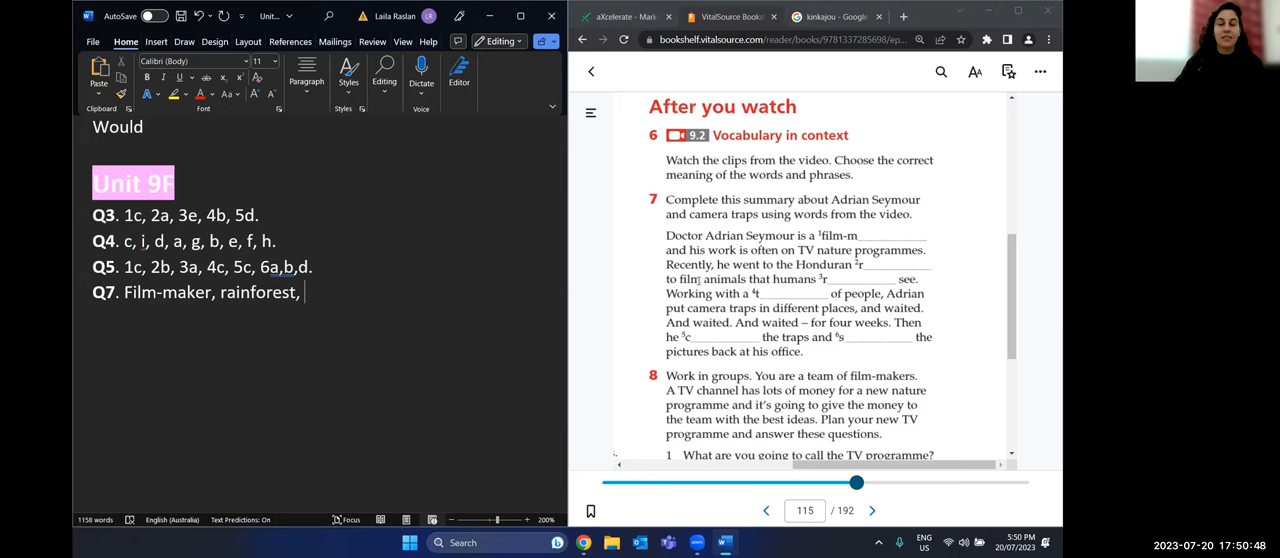 AutoSave Off
Unit...
Laila Raslan LR
File Home Insert Draw Design Layout References Mailings Review View Help
Editing
Calibri (Body) 11
Paste
Paragraph Styles Editing Dictate Editor
Clipboard Font Styles Voice Editor
Would
Unit 9F
Q3. 1c, 2a, 3e, 4b, 5d.
Q4. c, i, d, a, g, b, e, f, h.
Q5. 1c, 2b, 3a, 4c, 5c, 6a,b,d.
Q7. Film-maker, rainforest,
1158 words English (Australia) Text Predictions: On Focus 200%
aXcelerate - Mark
VitalSource Booksh
kinkajou - Google
bookshelf.vitalsource.com/reader/books/9781337285698/ep...
After you watch
6 9.2 Vocabulary in context
Watch the clips from the video. Choose the correct
meaning of the words and phrases.
7 Complete this summary about Adrian Seymour
and camera traps using words from the video.
Doctor Adrian Seymour is a ¹film-m__________
and his work is often on TV nature programmes.
Recently, he went to the Honduran ²r__________
to film animals that humans ³r__________ see.
Working with a ⁴t__________ of people, Adrian
put camera traps in different places, and waited.
And waited. And waited – for four weeks. Then
he ⁵c__________ the traps and ⁶s__________ the
pictures back at his office.
8 Work in groups. You are a team of film-makers.
A TV channel has lots of money for a new nature
programme and it's going to give the money to
the team with the best ideas. Plan your new TV
programme and answer these questions.
1 What are you going to call the TV programme?
115 / 192
Search
ENG
US
5:50 PM
20/07/2023
2023-07-20 17:50:48